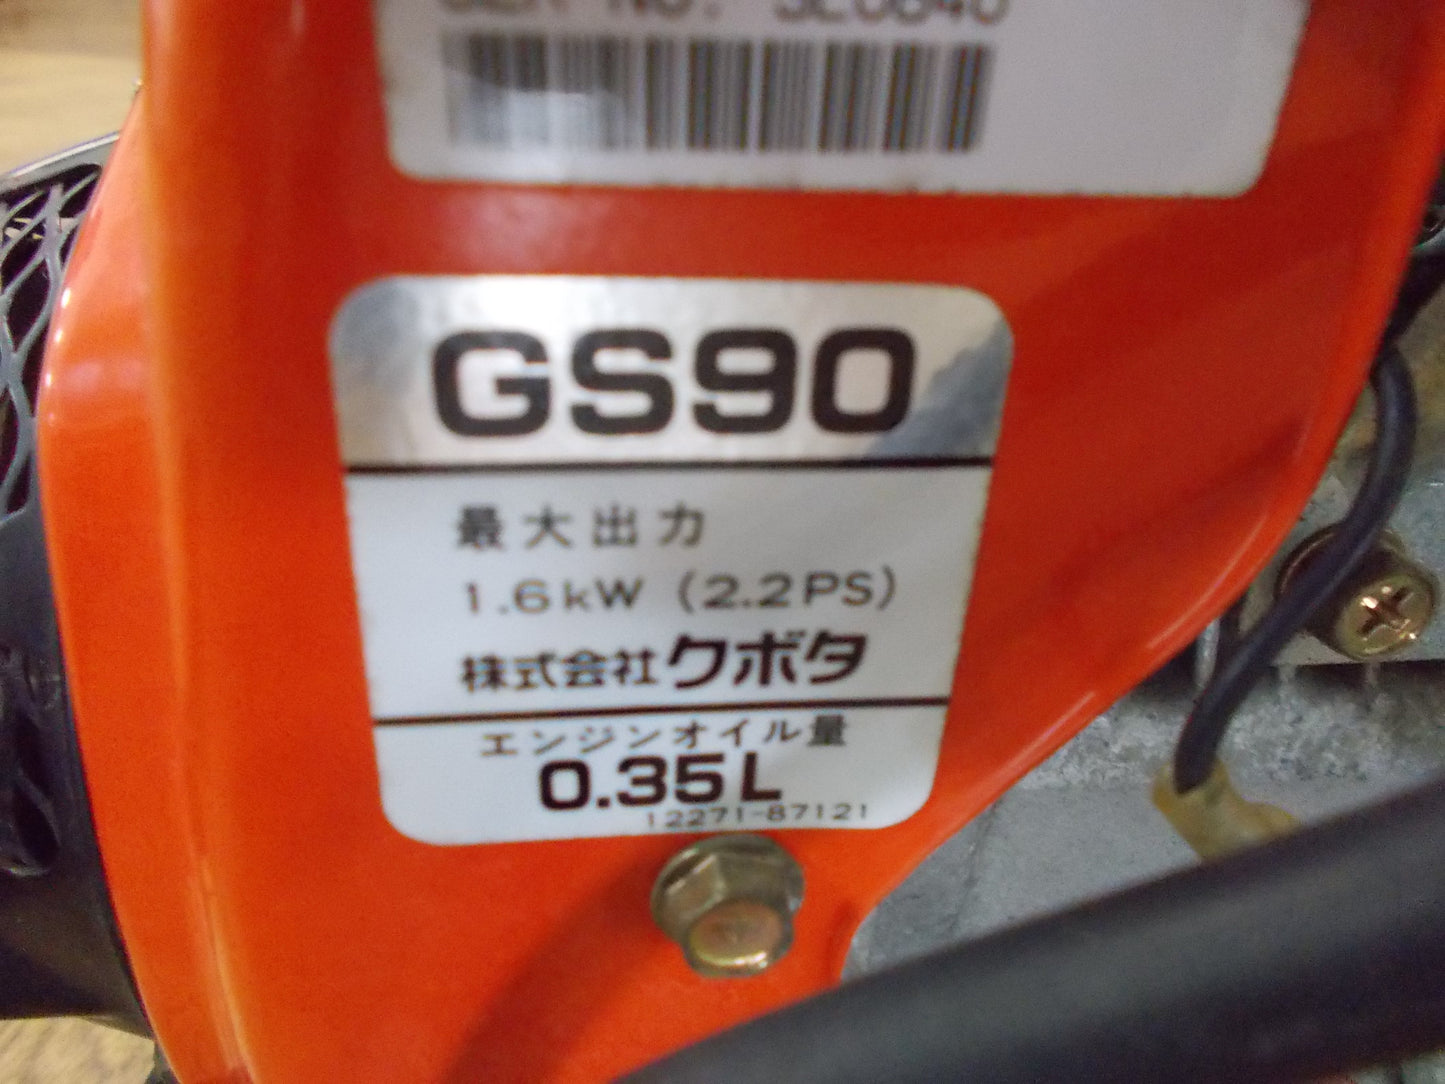 GS90
最大出力
1.6kW (2.2PS)
株式会社クボタ
エンジンオイル量
0.35L
12271-87121